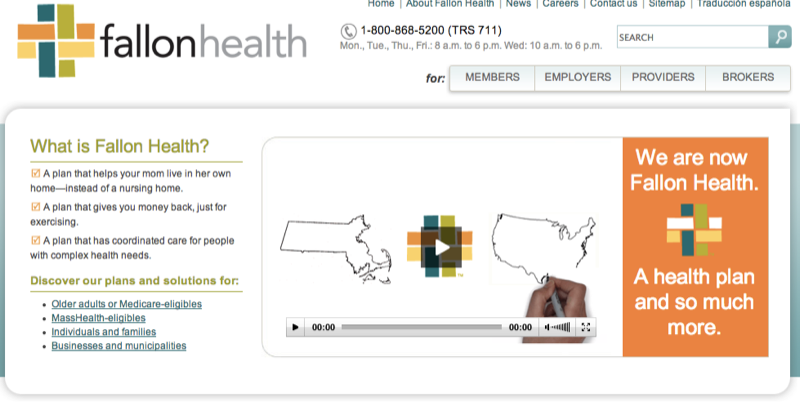 Home | About Fallon Health | News | Careers | Contact us | Sitemap | Traducción española
fallonhealth
1-800-868-5200 (TRS 711)
Mon., Tue., Thu., Fri.: 8 a.m. to 6 p.m. Wed: 10 a.m. to 6 p.m.
SEARCH
for: MEMBERS EMPLOYERS PROVIDERS BROKERS
What is Fallon Health?
A plan that helps your mom live in her own
home—instead of a nursing home.
A plan that gives you money back, just for
exercising.
A plan that has coordinated care for people
with complex health needs.
Discover our plans and solutions for:
• Older adults or Medicare-eligibles
• MassHealth-eligibles
• Individuals and families
• Businesses and municipalities
TM
00:00 00:00
We are now
Fallon Health.
A health plan
and so much
more.